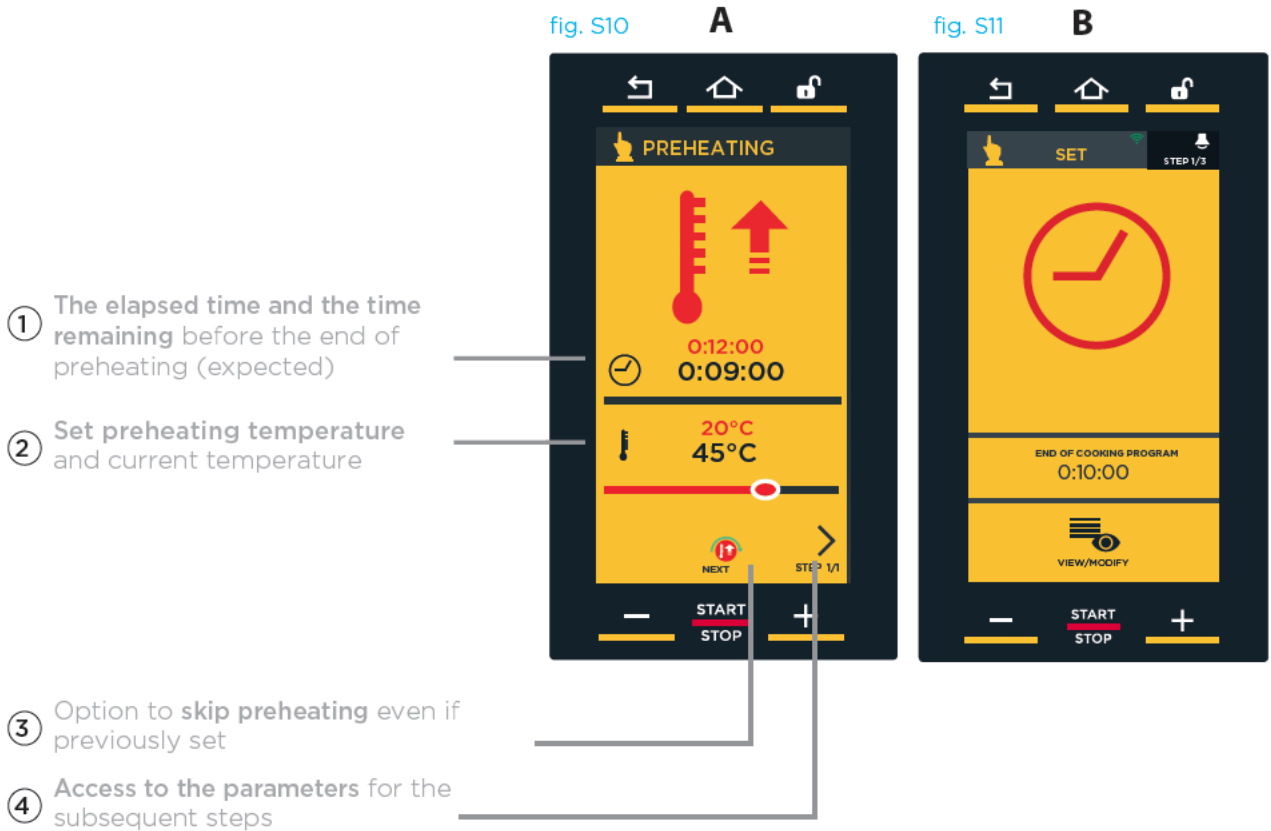 fig. S10
A
fig. S11
B
PREHEATING
SET
STEP 1/3
1
The elapsed time and the time
remaining before the end of
preheating (expected)
0:12:00
0:09:00
2
Set preheating temperature
and current temperature
20°C
45°C
END OF COOKING PROGRAM
0:10:00
NEXT
STEP 1/1
VIEW/MODIFY
START
STOP
START
STOP
3
Option to skip preheating even if
previously set
4
Access to the parameters for the
subsequent steps